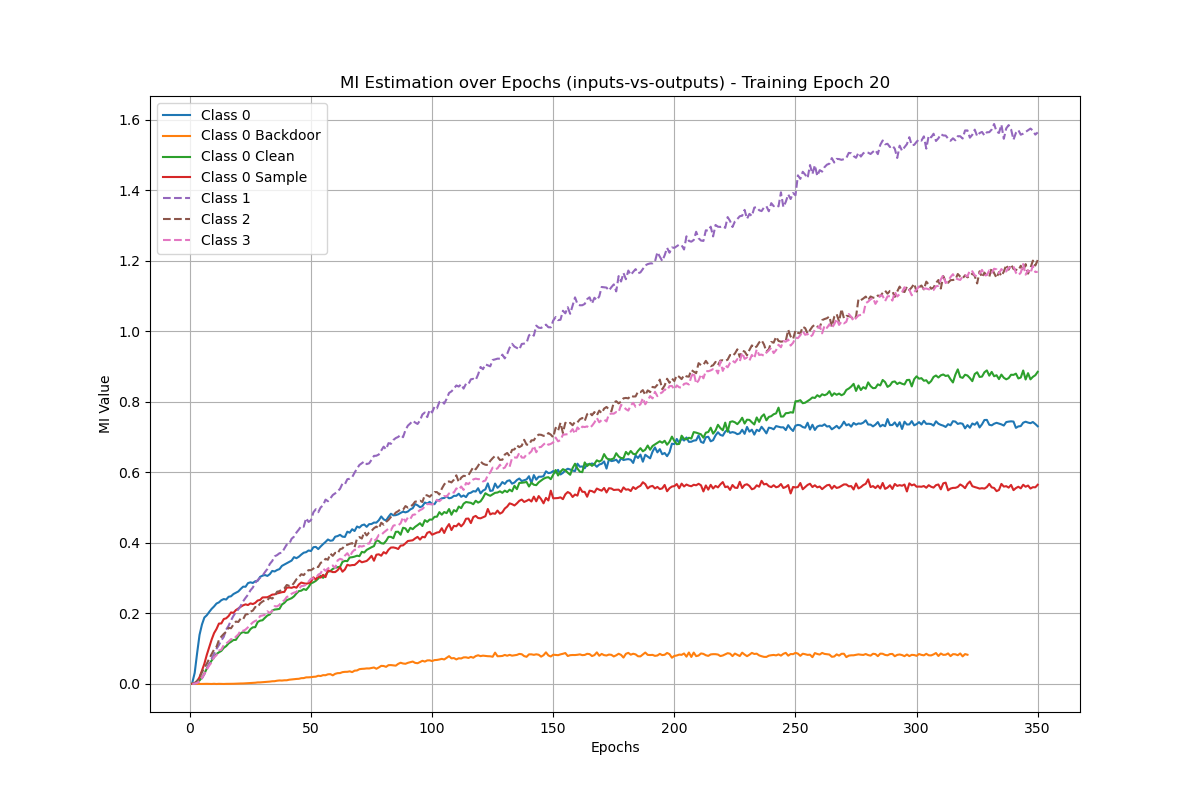 MI Estimation over Epochs (inputs-vs-outputs) - Training Epoch 20
Class 0
Class 0 Backdoor
Class 0 Clean
Class 0 Sample
Class 1
Class 2
Class 3
MI Value
1.6
1.4
1.2
1.0
0.8
0.6
0.4
0.2
0.0
0 50 100 150 200 250 300 350
Epochs